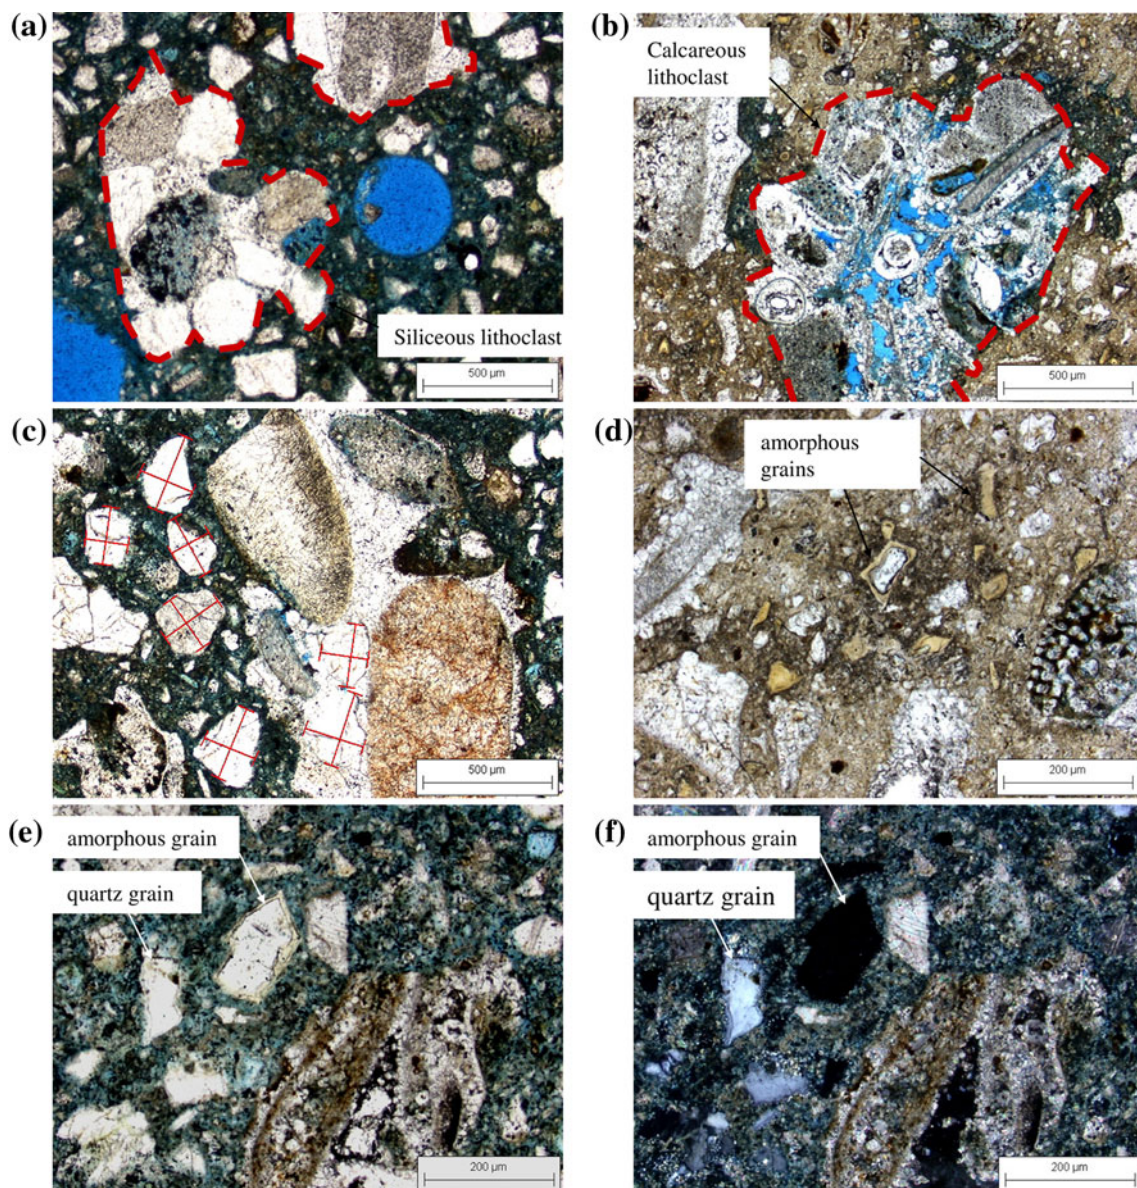 (a)
Siliceous lithoclast
500 µm
(b)
Calcareous
lithoclast
500 µm
(c)
500 µm
(d)
amorphous
grains
200 µm
(e)
amorphous grain
quartz grain
200 µm
(f)
amorphous grain
quartz grain
200 µm